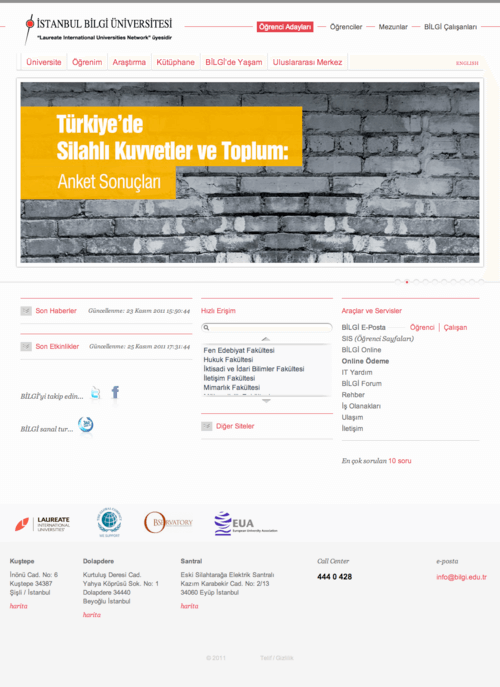 İSTANBUL BİLGİ ÜNİVERSİTESİ
"Laureate International Universities Network" üyesidir
Öğrenci Adayları
Öğrenciler
Mezunlar
BİLGİ Çalışanları
Üniversite
Öğrenim
Araştırma
Kütüphane
BİLGİ'de Yaşam
Uluslararası Merkez
ENGLISH
Türkiye'de
Silahlı Kuvvetler ve Toplum:
Anket Sonuçları
Son Haberler
Güncellenme: 23 Kasım 2011 15:50:44
Son Etkinlikler
Güncellenme: 25 Kasım 2011 17:31:44
BİLGİ'yi takip edin...
BİLGİ sanal tur...
Hızlı Erişim
Fen Edebiyat Fakültesi
Hukuk Fakültesi
İktisadi ve İdari Bilimler Fakültesi
İletişim Fakültesi
Mimarlık Fakültesi
Diğer Siteler
Araçlar ve Servisler
BİLGİ E-Posta
Öğrenci | Çalışan
SIS (Öğrenci Sayfaları)
BİLGİ Online
Online Ödeme
IT Yardım
BİLGİ Forum
Rehber
İş Olanakları
Ulaşım
İletişim
En çok sorulan 10 soru
LAUREATE
INTERNATIONAL
UNIVERSITIES
WE SUPPORT
OBSERVATORY
EUA
European University Association
Kuştepe
İnönü Cad. No: 6
Kuştepe 34387
Şişli / İstanbul
harita
Dolapdere
Kurtuluş Deresi Cad.
Yahya Köprüsü Sok. No: 1
Dolapdere 34440
Beyoğlu İstanbul
harita
Santral
Eski Silahtarağa Elektrik Santralı
Kazım Karabekir Cad. No: 2/13
34060 Eyüp İstanbul
harita
Call Center
444 0 428
e-posta
info@bilgi.edu.tr
© 2011
Telif / Gizlilik